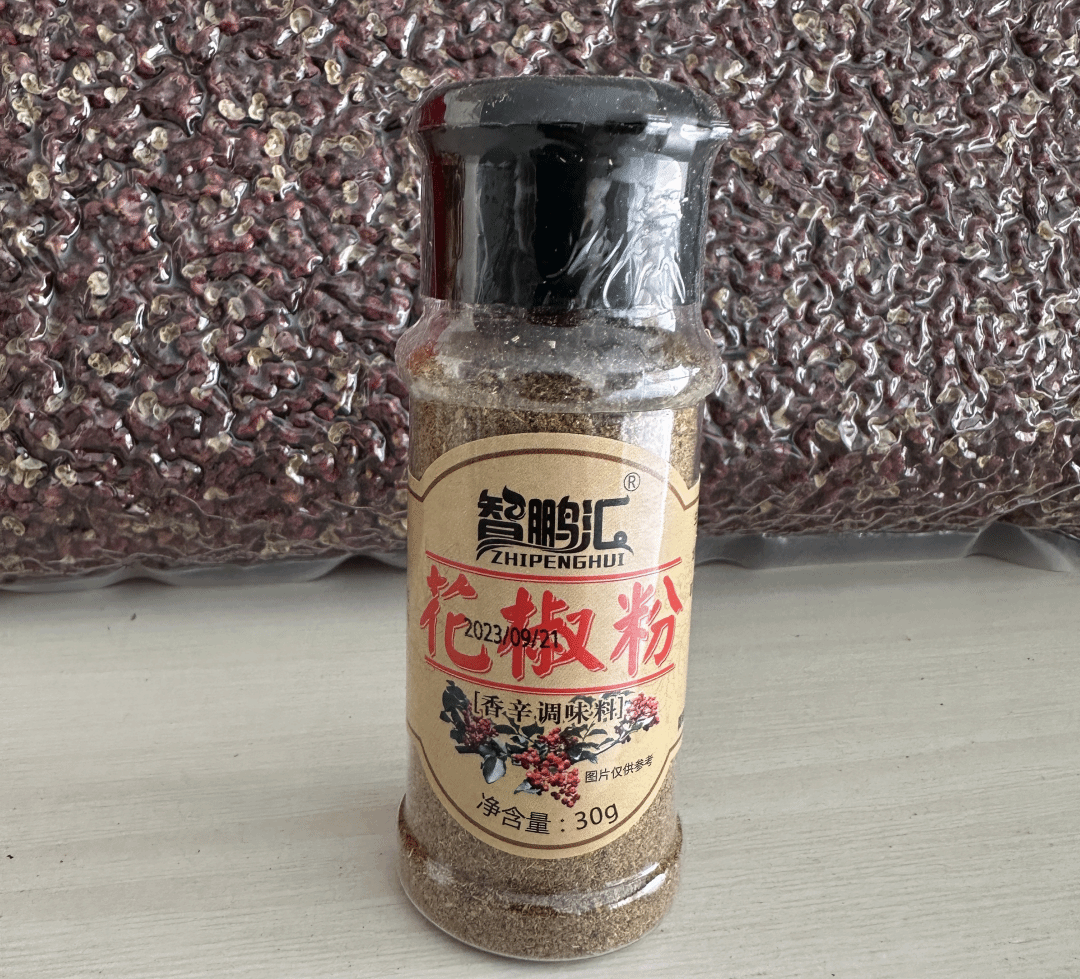 智鹏汇®
ZHIPENGHUI
花椒粉
2023/09/21
[香辛调味料]
图片仅供参考
净含量：30g